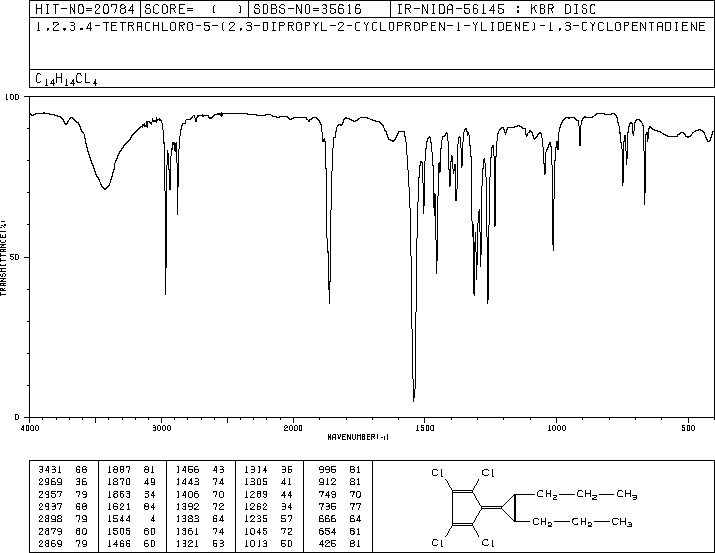 HIT-NO=20784 SCORE= ( ) SDBS-NO=35616 IR-NIDA-56145 : KBR DISC
1,2,3,4-TETRACHLORO-5-(2,3-DIPROPYL-2-CYCLOPROPEN-1-YLIDENE)-1,3-CYCLOPENTADIENE
C14H14CL4
100
50
0
TRANSMITTANCE(%)
4000 3000 2000 1500 1000 500
WAVENUMBER(-1)
3431 68 1887 81 1456 43 1314 36 996 81
2969 36 1870 49 1443 74 1305 41 912 81
2957 79 1863 34 1406 70 1289 44 749 70
2937 68 1621 84 1392 72 1262 34 735 77
2898 79 1544 4 1383 64 1235 57 666 64
2879 60 1505 60 1361 74 1045 72 654 81
2869 79 1466 60 1321 53 1013 50 426 81
Cl Cl
CH2 CH2 CH3
CH2 CH2 CH3
Cl Cl